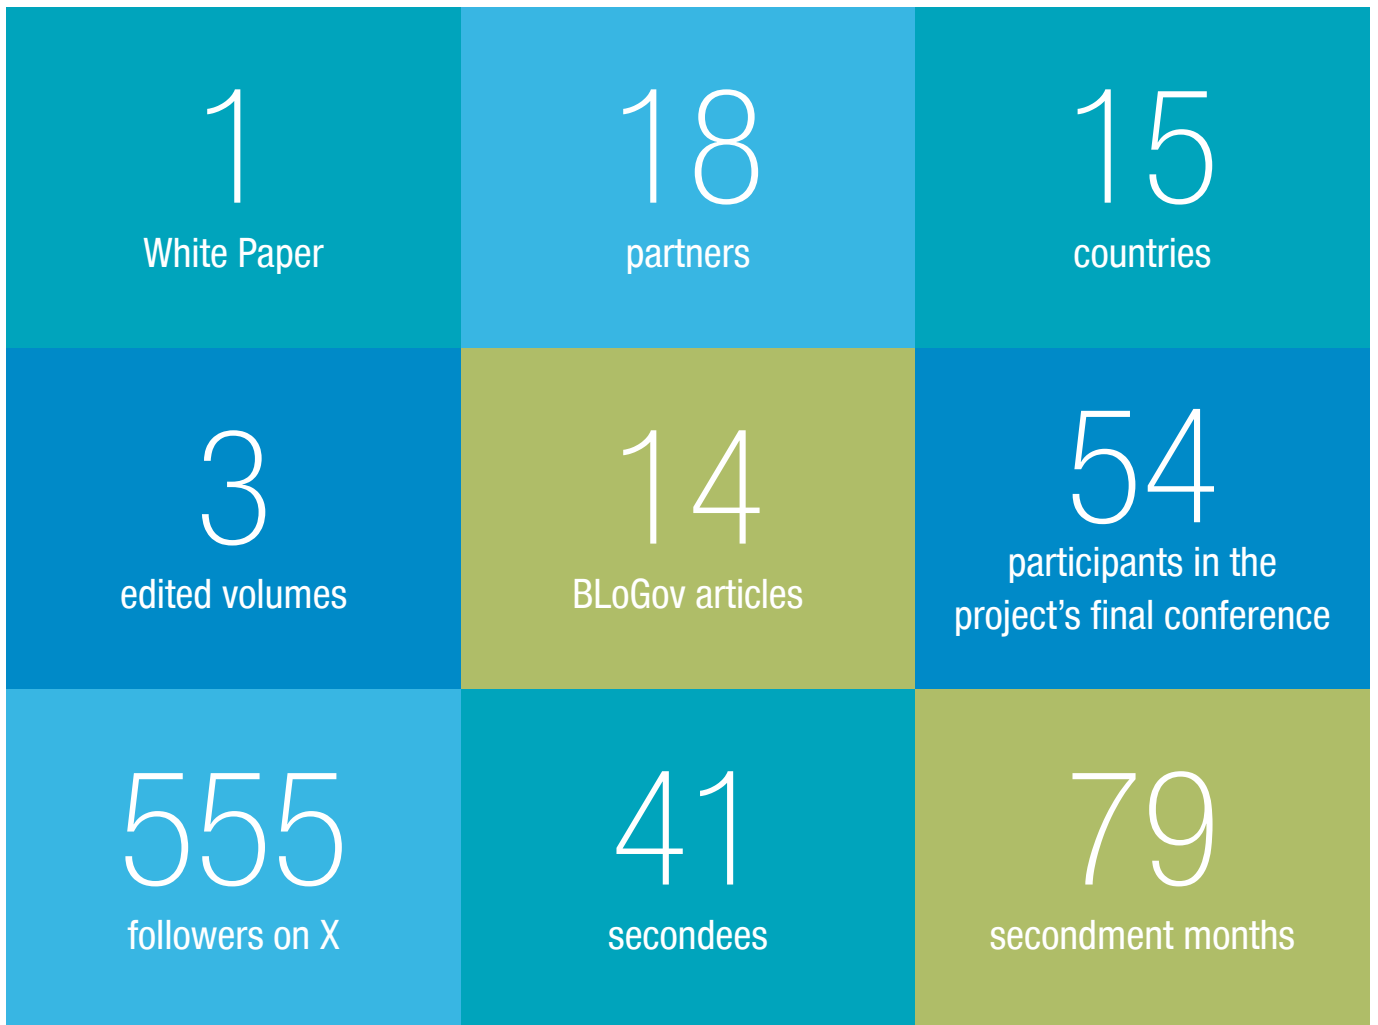 1
White Paper
18
partners
15
countries
3
edited volumes
14
BLoGov articles
54
participants in the
project’s final conference
555
followers on X
41
secondees
79
secondment months